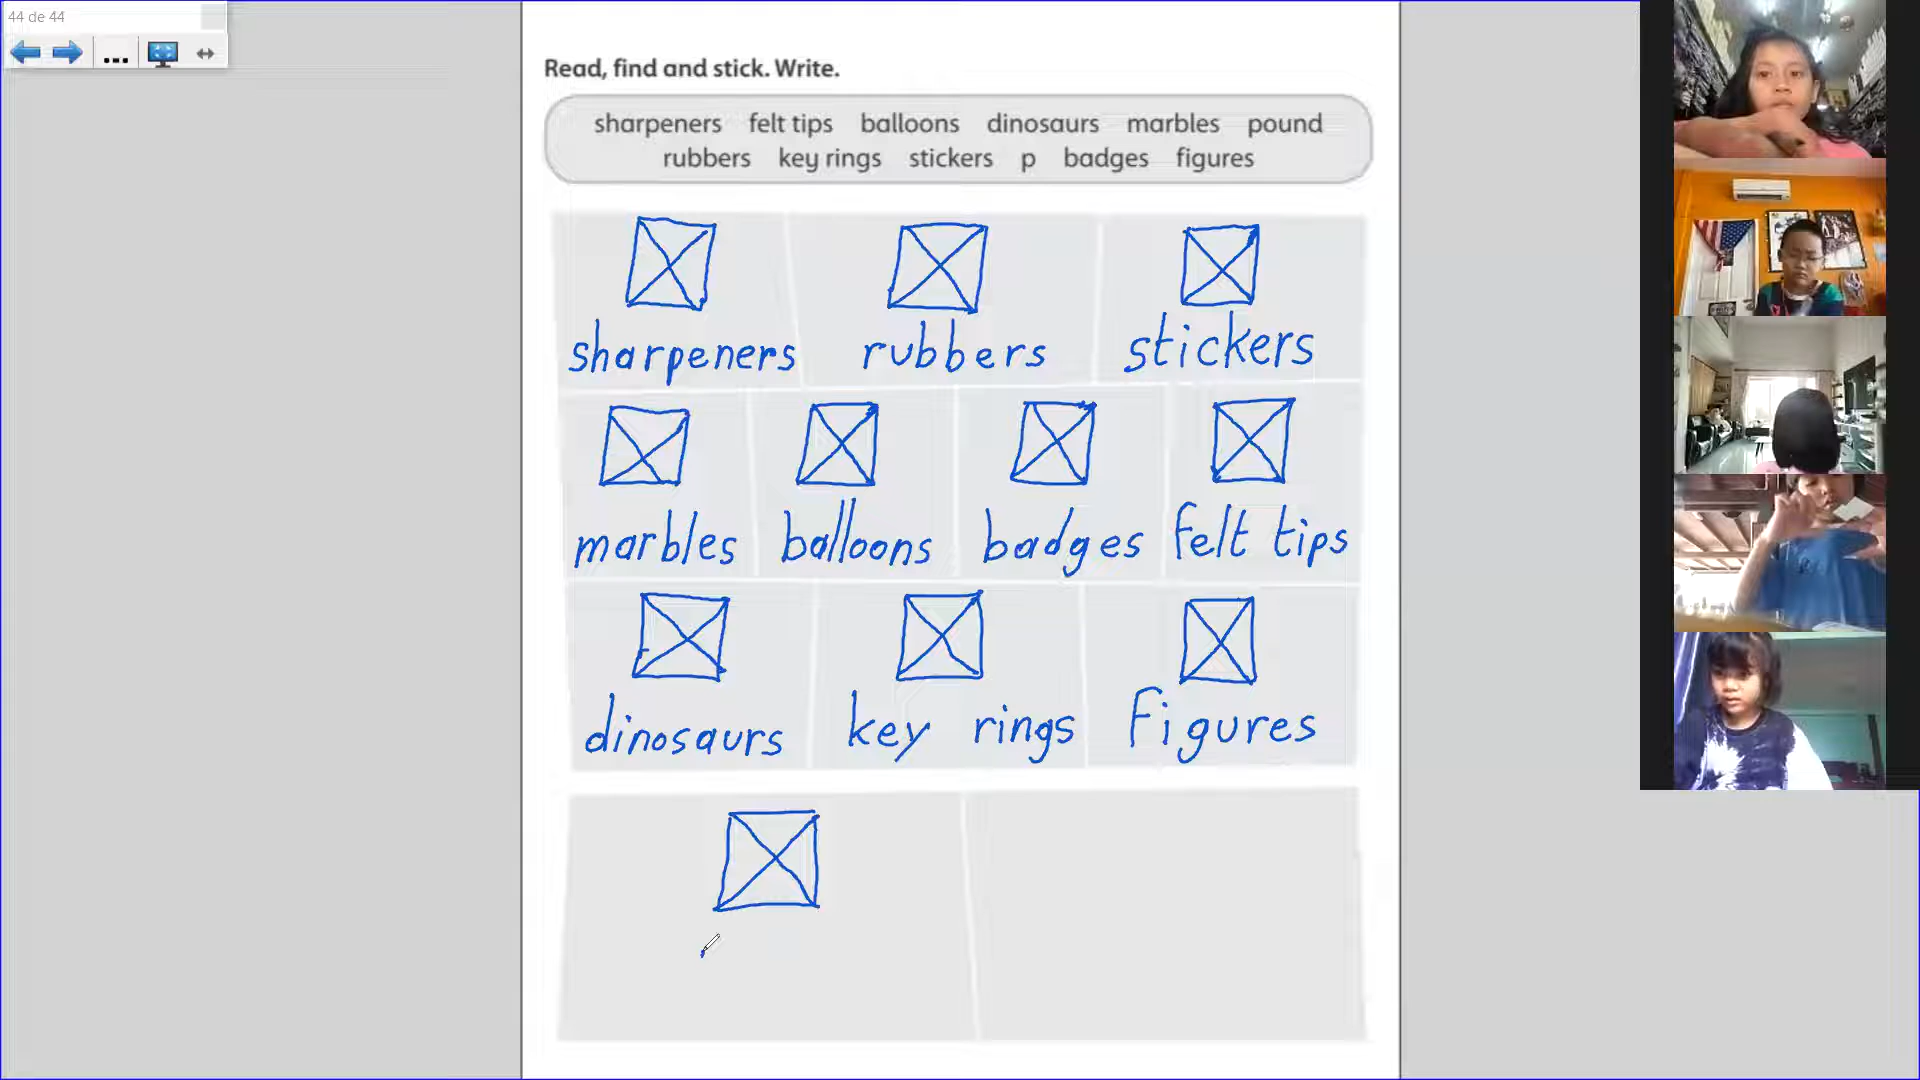 44 de 44
Read, find and stick. Write.
sharpeners felt tips balloons dinosaurs marbles pound
rubbers key rings stickers p badges figures
sharpeners rubbers stickers
marbles balloons badges felt tips
dinosaurs key rings figures